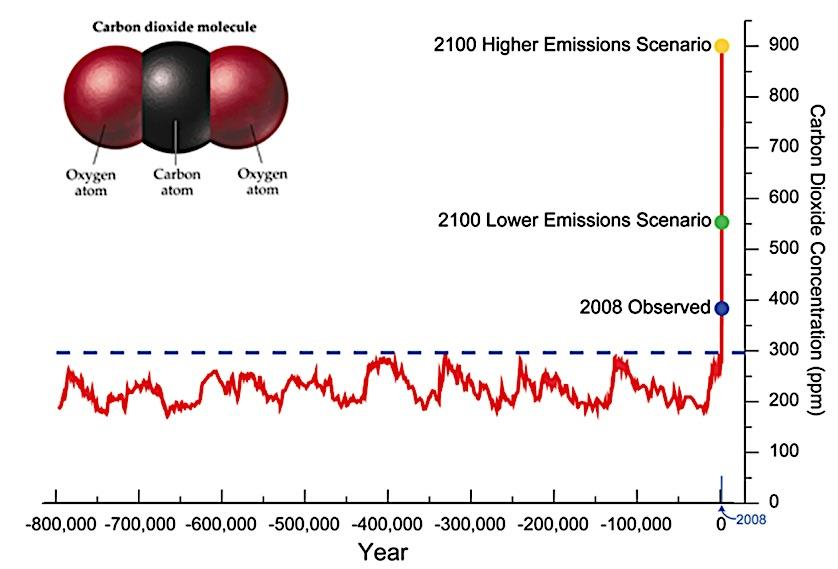 Carbon dioxide molecule
Oxygen
atom
Carbon
atom
Oxygen
atom
2100 Higher Emissions Scenario
2100 Lower Emissions Scenario
2008 Observed
900
800
700
600
500
400
300
200
100
0
Carbon Dioxide Concentration (ppm)
-800,000 -700,000 -600,000 -500,000 -400,000 -300,000 -200,000 -100,000 0
2008
Year